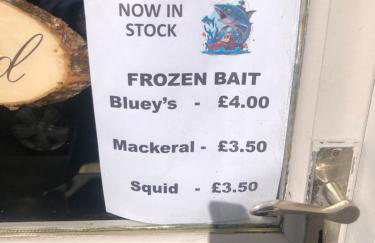 NOW IN
STOCK
FROZEN BAIT
Bluey's - £4.00
Mackeral - £3.50
Squid - £3.50
d